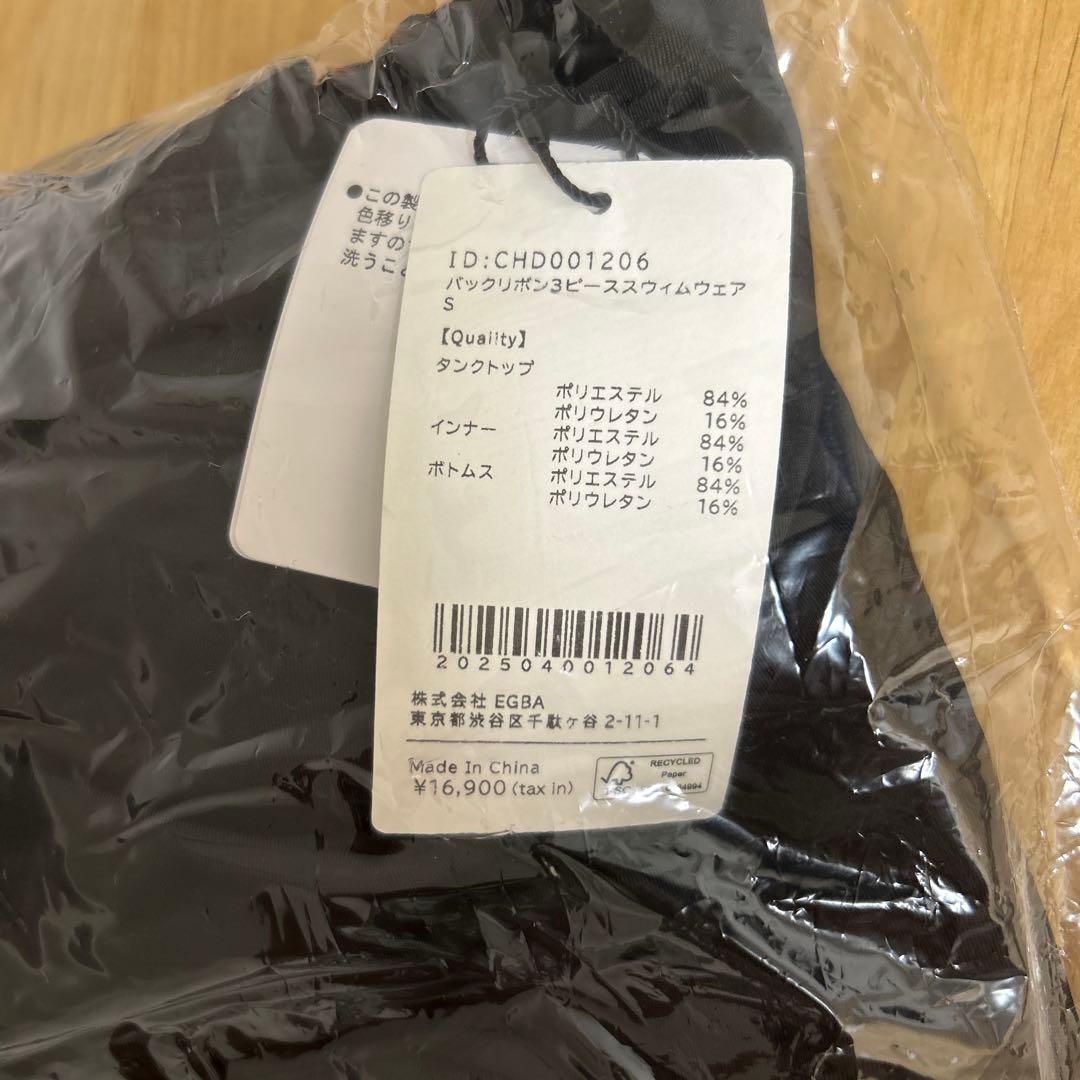 ●この製
色移り
ますの
洗うこ
ID:CHD001206
バックリボン3ピーススウィムウェア
S
【Quality】
タンクトップ
ポリエステル 84%
ポリウレタン 16%
インナー ポリエステル 84%
ポリウレタン 16%
ボトムス ポリエステル 84%
ポリウレタン 16%
2025040012064
株式会社 EGBA
東京都渋谷区千駄ヶ谷 2-11-1
Made In China
¥16,900 (tax in)
RECYCLED
Paper